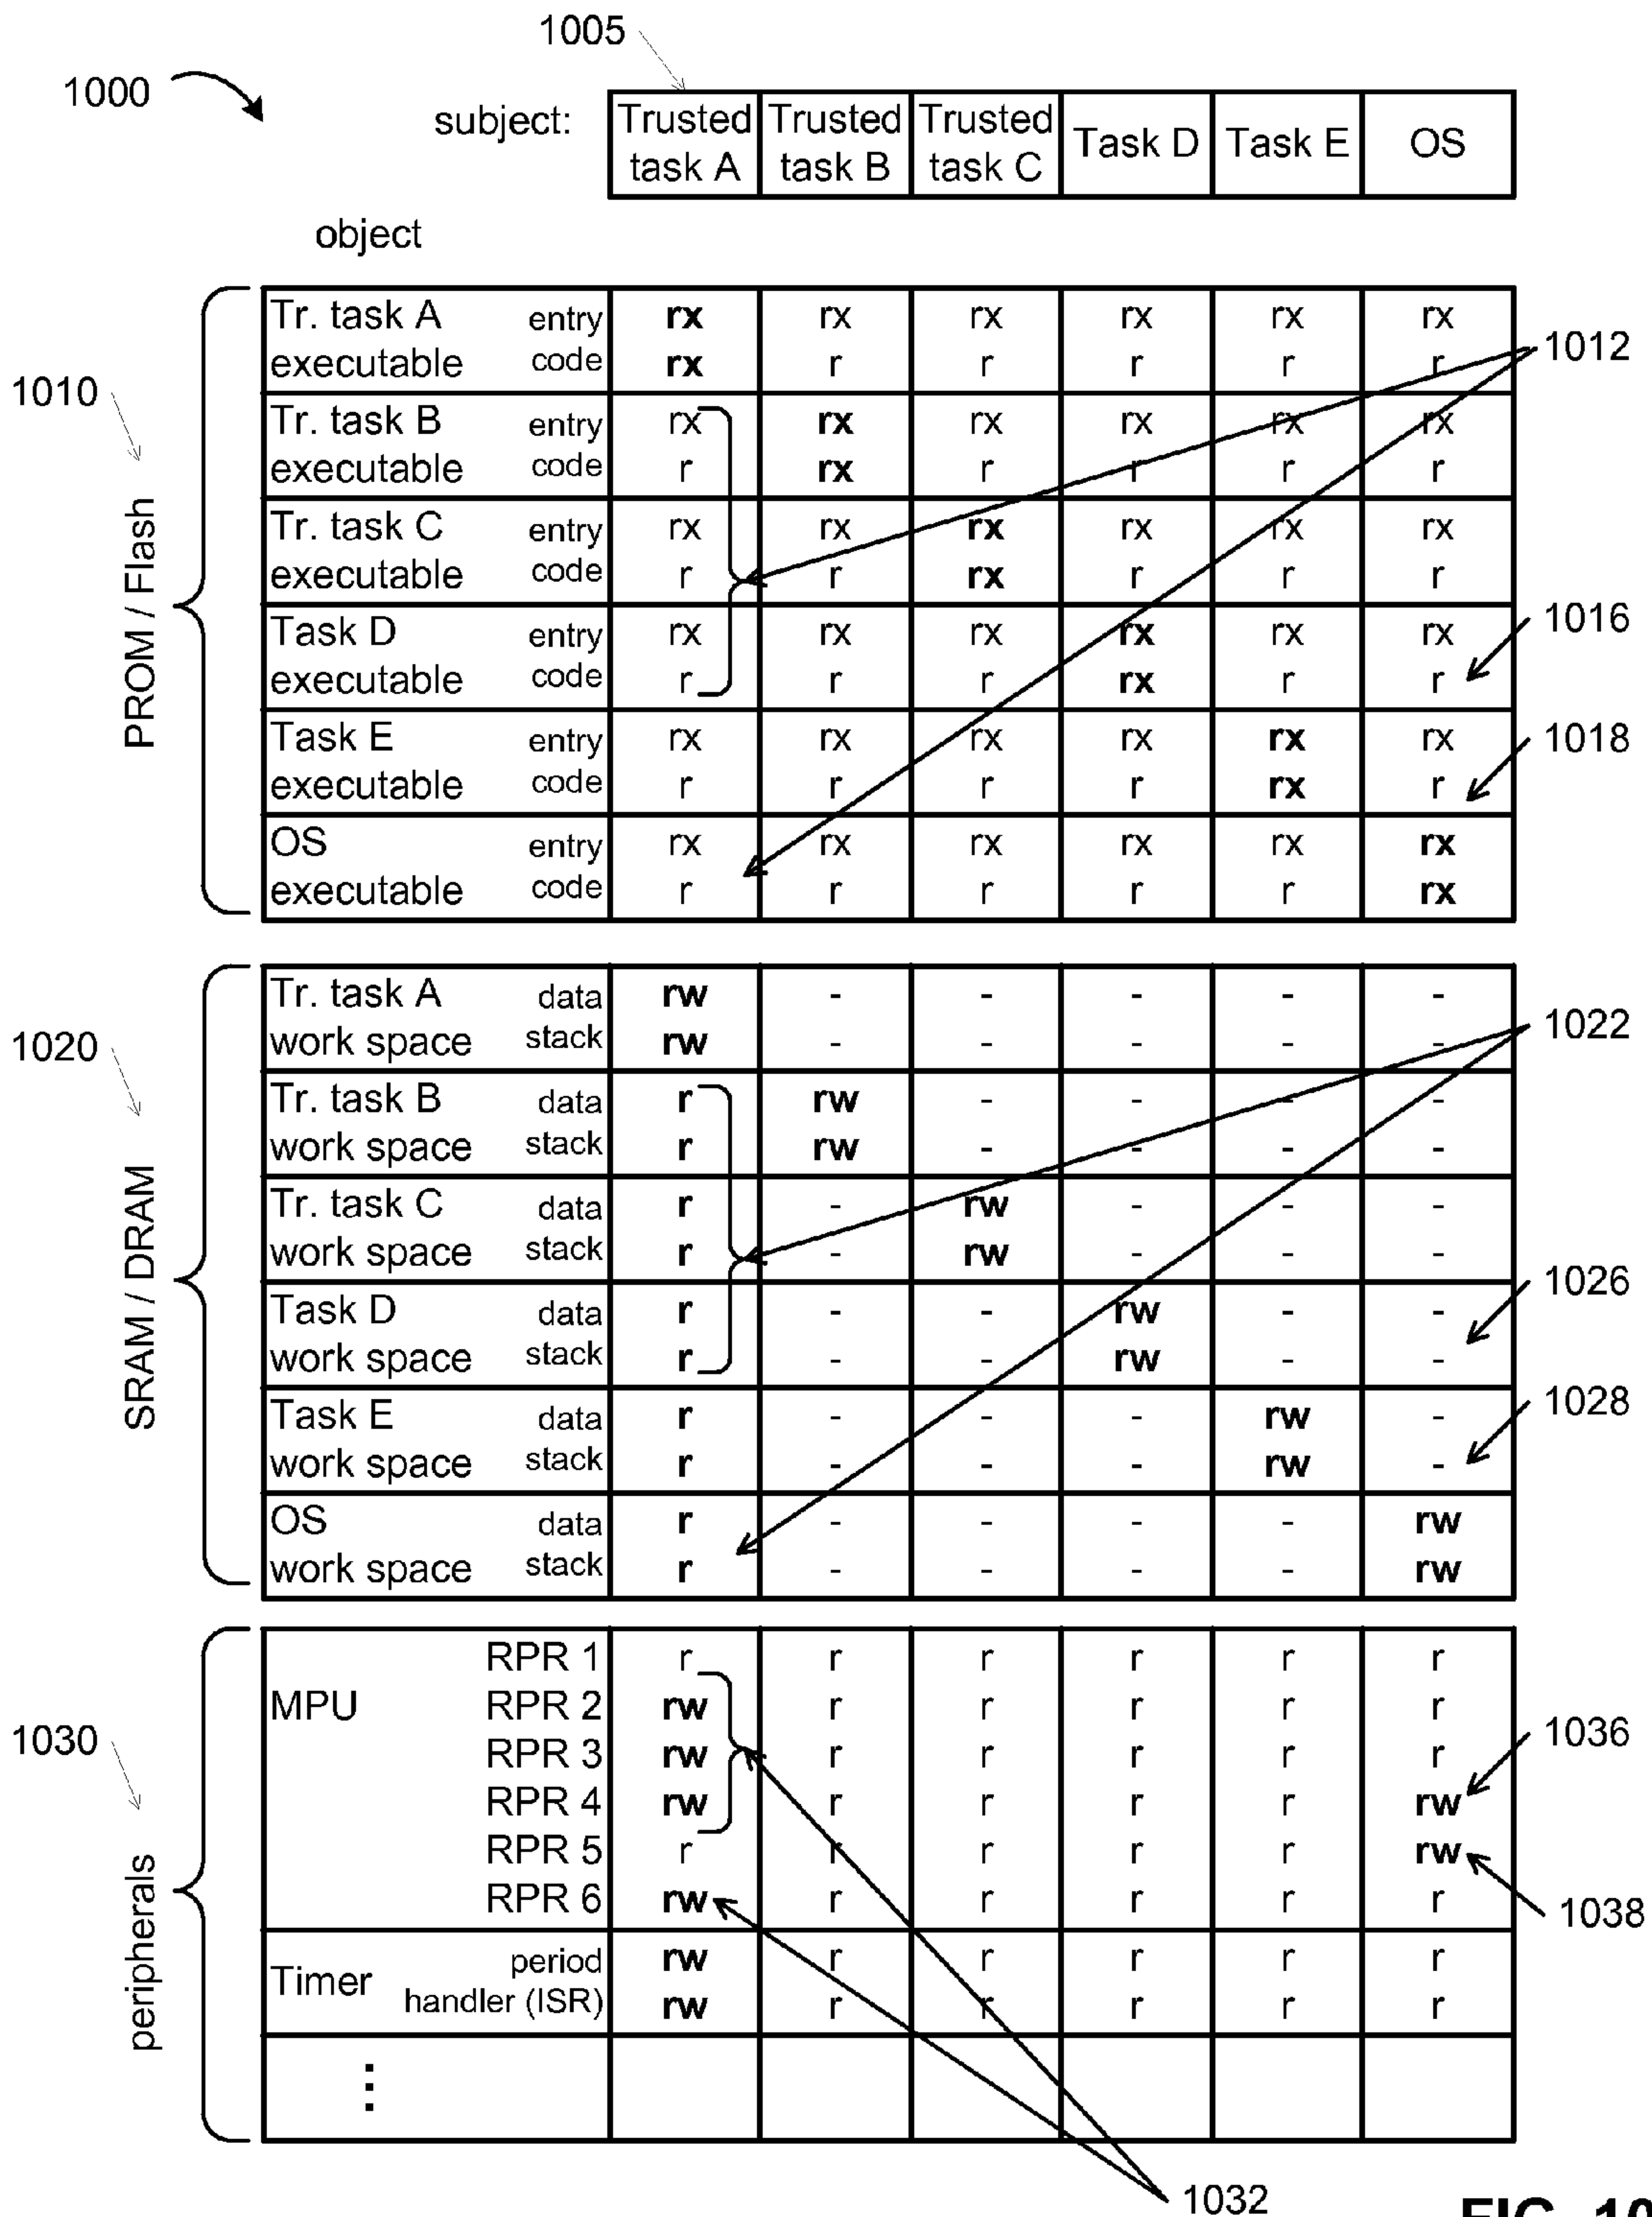 1005
1000
subject: Trusted task A Trusted task B Trusted task C Task D Task E OS
object
1010
PROM / Flash
Tr. task A entry rx rx rx rx rx rx
executable code rx r r r r r
1012
Tr. task B entry rx rx rx rx rx rx
executable code r rx r r r r
Tr. task C entry rx rx rx rx rx rx
executable code r r rx r r r
Task D entry rx rx rx rx rx rx
1016
executable code r r r rx r r
Task E entry rx rx rx rx rx rx
1018
executable code r r r r rx r
OS entry rx rx rx rx rx rx
executable code r r r r r rx
1020
SRAM / DRAM
Tr. task A data rw - - - - -
1022
work space stack rw - - - - -
Tr. task B data r rw - - - -
work space stack r rw - - - -
Tr. task C data r - rw - - -
work space stack r - rw - - -
1026
Task D data r - - rw - -
work space stack r - - rw - -
1028
Task E data r - - - rw -
work space stack r - - - rw -
OS data r - - - - rw
work space stack r - - - - rw
1030
peripherals
RPR 1 r r r r r r
MPU RPR 2 rw r r r r r
1036
RPR 3 rw r r r r r
RPR 4 rw r r r r rw
RPR 5 r r r r r rw
RPR 6 rw r r r r r
1038
Timer period rw r r r r r
handler (ISR) rw r r r r r
⋮
1032